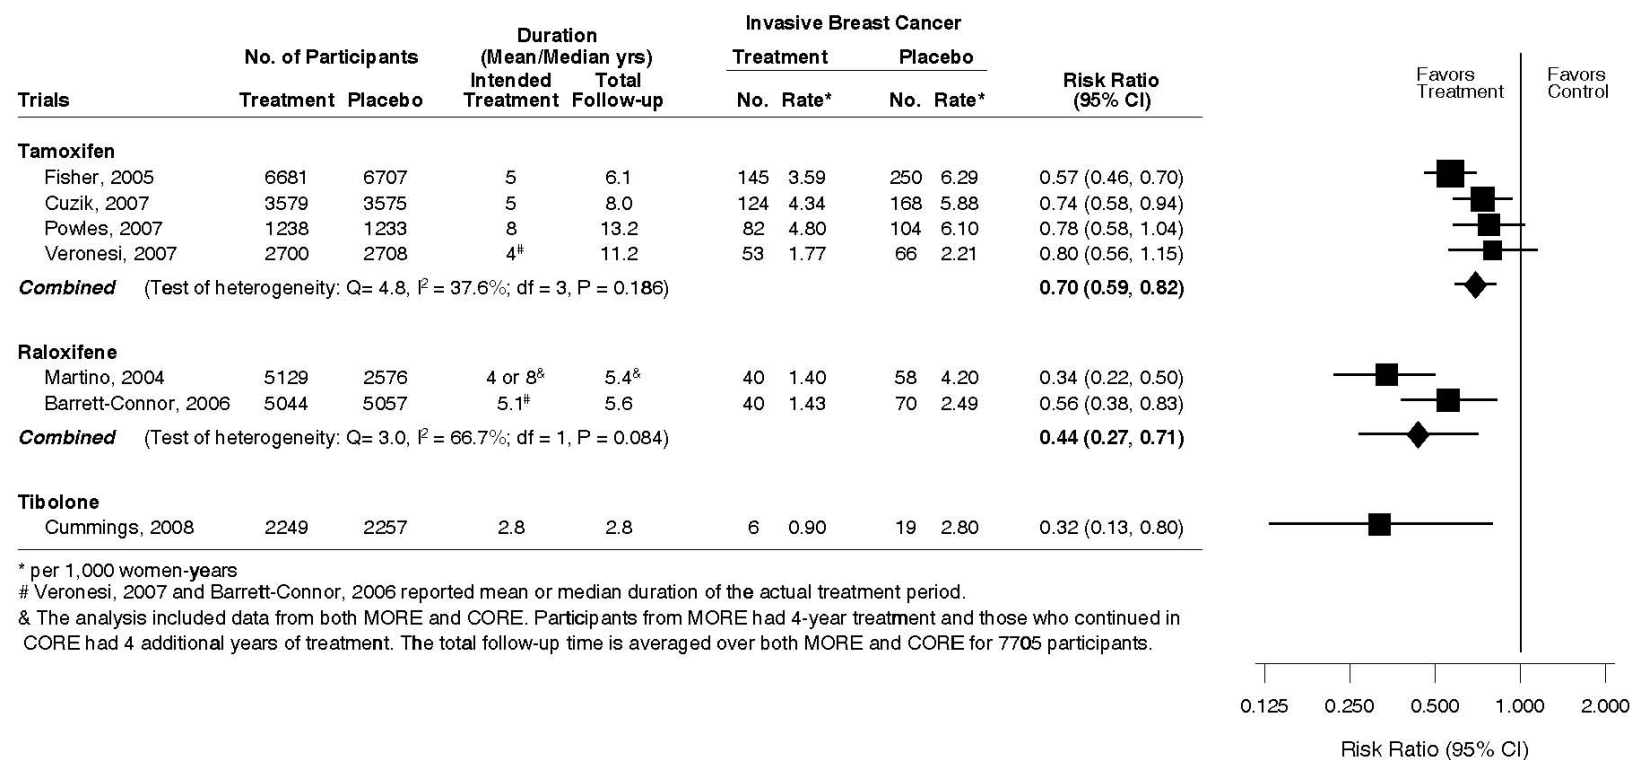 Invasive Breast Cancer
Duration
No. of Participants (Mean/Median yrs) Treatment Placebo
Intended Total Risk Ratio Favors Favors
Trials Treatment Placebo Treatment Follow-up No. Rate* No. Rate* (95% CI) Treatment Control
Tamoxifen
Fisher, 2005 6681 6707 5 6.1 145 3.59 250 6.29 0.57 (0.46, 0.70)
Cuzik, 2007 3579 3575 5 8.0 124 4.34 168 5.88 0.74 (0.58, 0.94)
Powles, 2007 1238 1233 8 13.2 82 4.80 104 6.10 0.78 (0.58, 1.04)
Veronesi, 2007 2700 2708 4# 11.2 53 1.77 66 2.21 0.80 (0.56, 1.15)
Combined (Test of heterogeneity: Q= 4.8, I² = 37.6%; df = 3, P = 0.186) 0.70 (0.59, 0.82)
Raloxifene
Martino, 2004 5129 2576 4 or 8& 5.4& 40 1.40 58 4.20 0.34 (0.22, 0.50)
Barrett-Connor, 2006 5044 5057 5.1# 5.6 40 1.43 70 2.49 0.56 (0.38, 0.83)
Combined (Test of heterogeneity: Q= 3.0, I² = 66.7%; df = 1, P = 0.084) 0.44 (0.27, 0.71)
Tibolone
Cummings, 2008 2249 2257 2.8 2.8 6 0.90 19 2.80 0.32 (0.13, 0.80)
* per 1,000 women-years
# Veronesi, 2007 and Barrett-Connor, 2006 reported mean or median duration of the actual treatment period.
& The analysis included data from both MORE and CORE. Participants from MORE had 4-year treatment and those who continued in
CORE had 4 additional years of treatment. The total follow-up time is averaged over both MORE and CORE for 7705 participants.
0.125 0.250 0.500 1.000 2.000
Risk Ratio (95% CI)